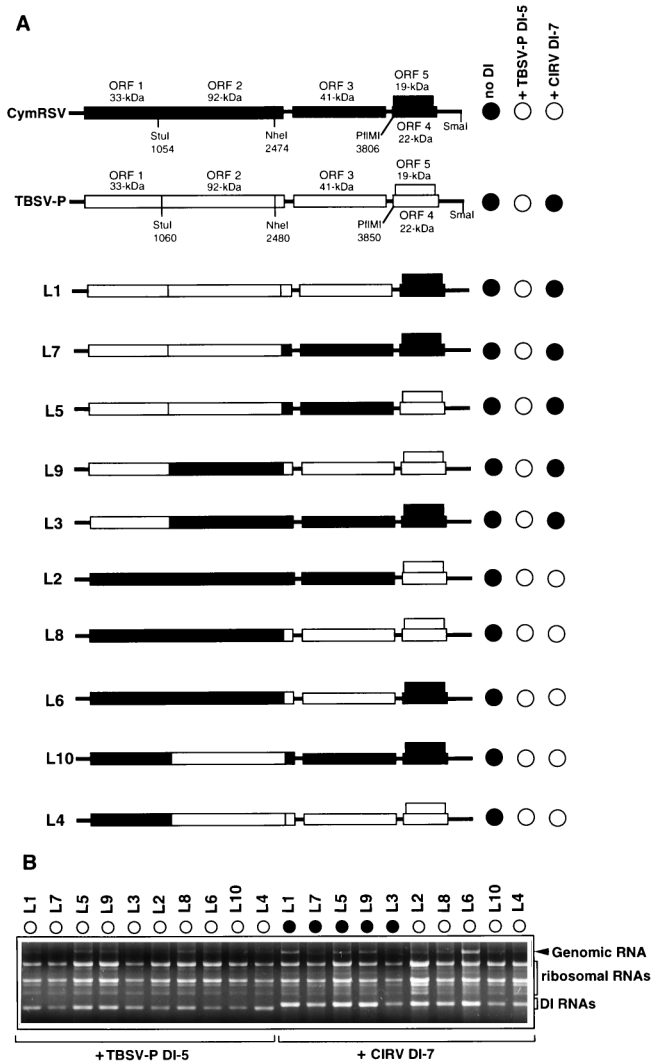 A
no DI
+ TBSV-P DI-5
+ CIRV DI-7
ORF 1
33-kDa
ORF 2
92-kDa
ORF 3
41-kDa
ORF 5
19-kDa
CymRSV
StuI
1054
NheI
2474
PflMI
3806
ORF 4
22-kDa
SmaI
ORF 1
33-kDa
ORF 2
92-kDa
ORF 3
41-kDa
ORF 5
19-kDa
TBSV-P
StuI
1060
NheI
2480
PflMI
3850
ORF 4
22-kDa
SmaI
L1
L7
L5
L9
L3
L2
L8
L6
L10
L4
B
L1 L7 L5 L9 L3 L2 L8 L6 L10 L4 L1 L7 L5 L9 L3 L2 L8 L6 L10 L4
Genomic RNA
ribosomal RNAs
DI RNAs
+TBSV-P DI-5
+ CIRV DI-7